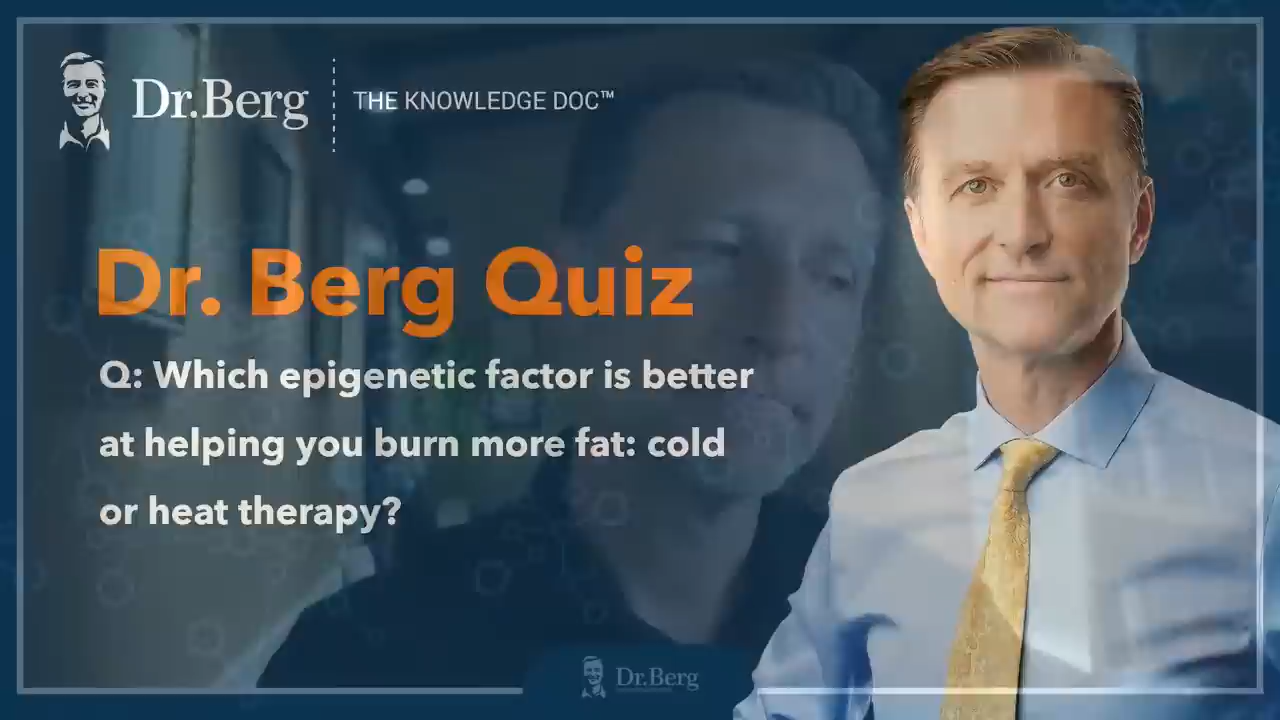 Dr.Berg
THE KNOWLEDGE DOC™
Dr. Berg Quiz
Q: Which epigenetic factor is better
at helping you burn more fat: cold
or heat therapy?
Dr.Berg